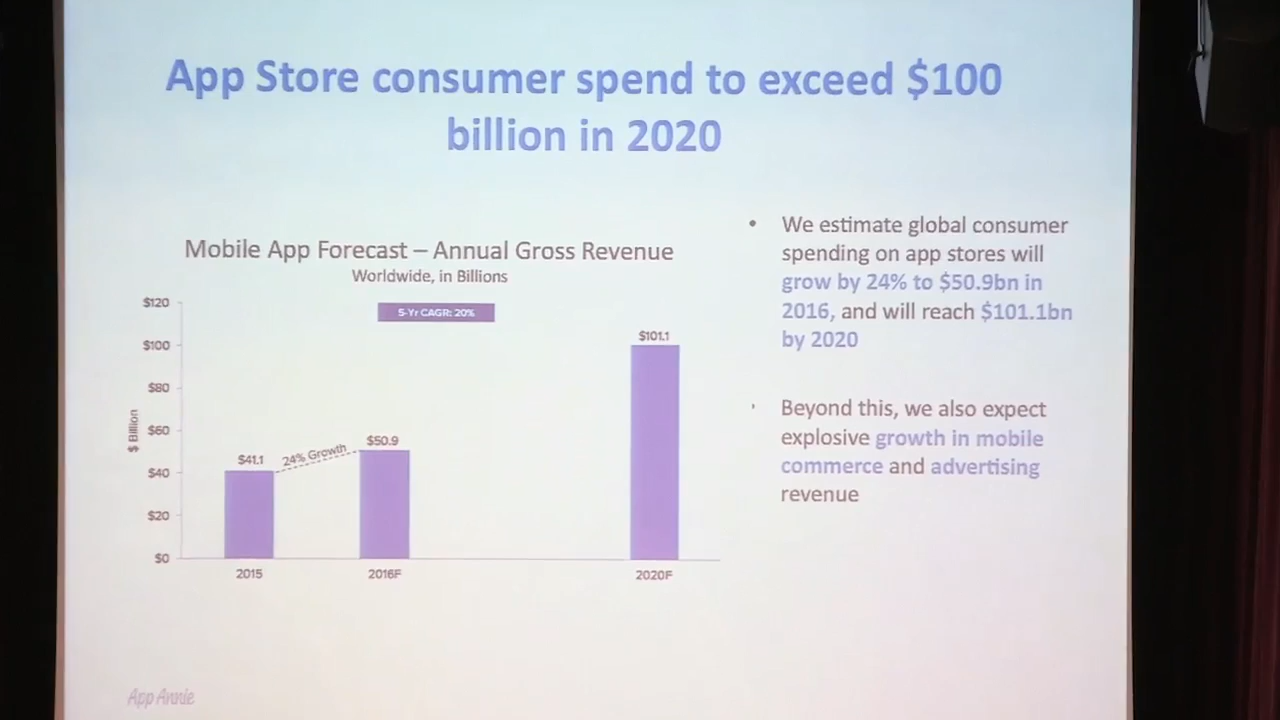 App Store consumer spend to exceed $100
billion in 2020
Mobile App Forecast – Annual Gross Revenue
Worldwide, in Billions
5-Yr CAGR: 20%
$120
$100
$80
$60
$40
$20
$0
$ Billion
$41.1
24% Growth
$50.9
$101.1
2015
2016F
2020F
• We estimate global consumer
spending on app stores will
grow by 24% to $50.9bn in
2016, and will reach $101.1bn
by 2020
• Beyond this, we also expect
explosive growth in mobile
commerce and advertising
revenue
App Annie